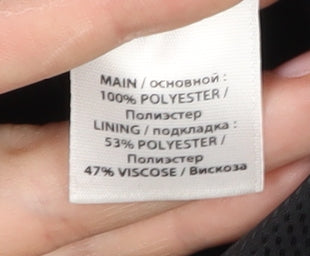 MAIN / основной :
100% POLYESTER /
Полиэстер
LINING / подкладка :
53% POLYESTER /
Полиэстер
47% VISCOSE / Вискоза